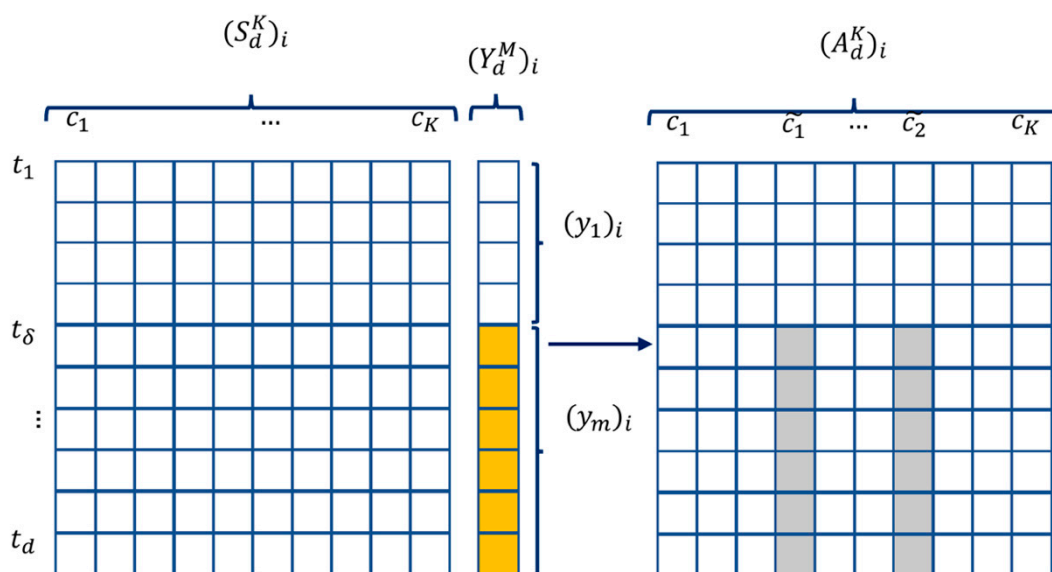 (S_d^K)_i (Y_d^M)_i (A_d^K)_i
c_1 ... c_K c_1 c̃_1 ... c̃_2 c_K
t_1
(y_1)_i
t_δ
(y_m)_i
...
t_d